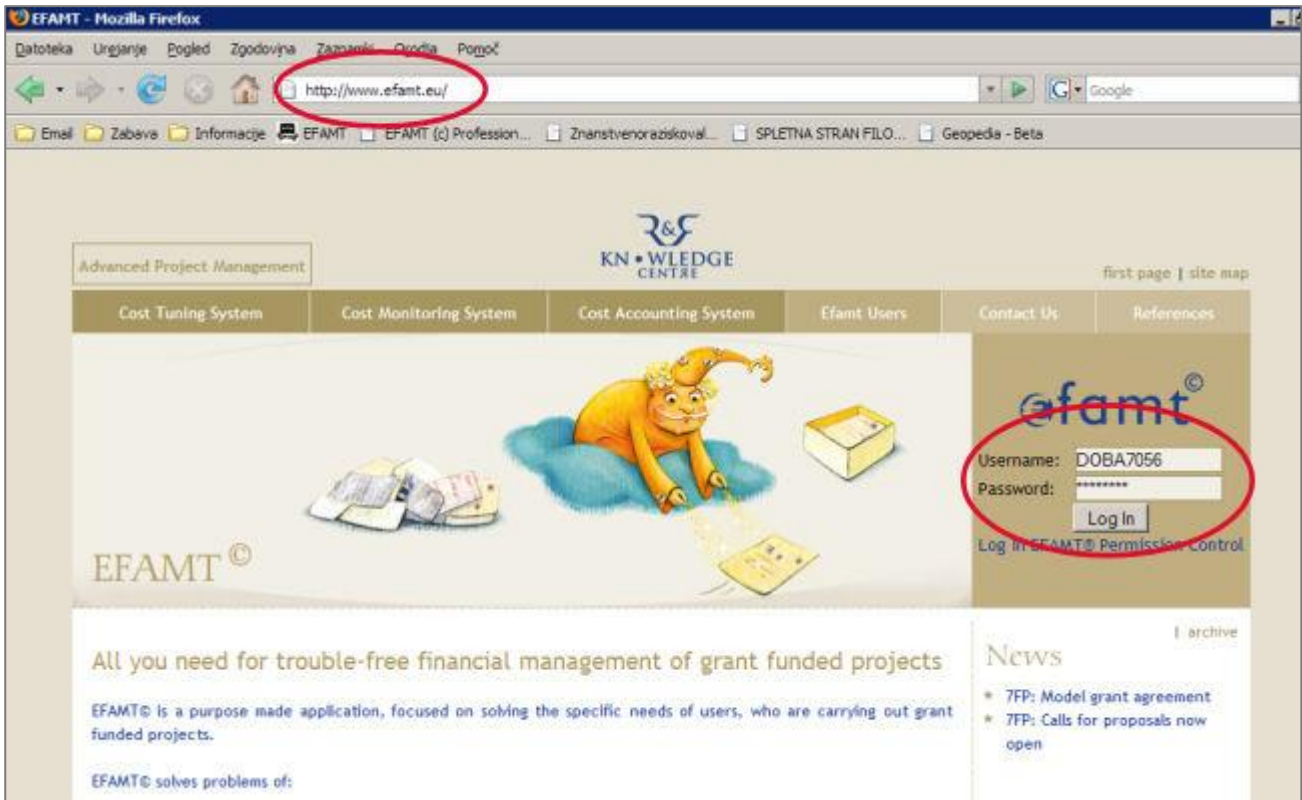 EFAMT - Mozilla Firefox
Datoteka Urejanje Pogled Zgodovina Zaznamki Orodja Pomoč
http://www.efamt.eu/
G Google
Email Zabava Informacije EFAMT EFAMT (c) Profession... Znanstvenoraziskoval... SPLETNA STRAN FILO... Geopedia - Beta
R&F
KN•WLEDGE
CENTRE
Advanced Project Management
first page | site map
Cost Tuning System Cost Monitoring System Cost Accounting System Efamt Users Contact Us References
efamt©
Username: DOBA7056
Password: ********
Log In
Log In EFAMT® Permission Control
EFAMT©
| archive
All you need for trouble-free financial management of grant funded projects
News
7FP: Model grant agreement
7FP: Calls for proposals now
open
EFAMT© is a purpose made application, focused on solving the specific needs of users, who are carrying out grant
funded projects.
EFAMT© solves problems of: